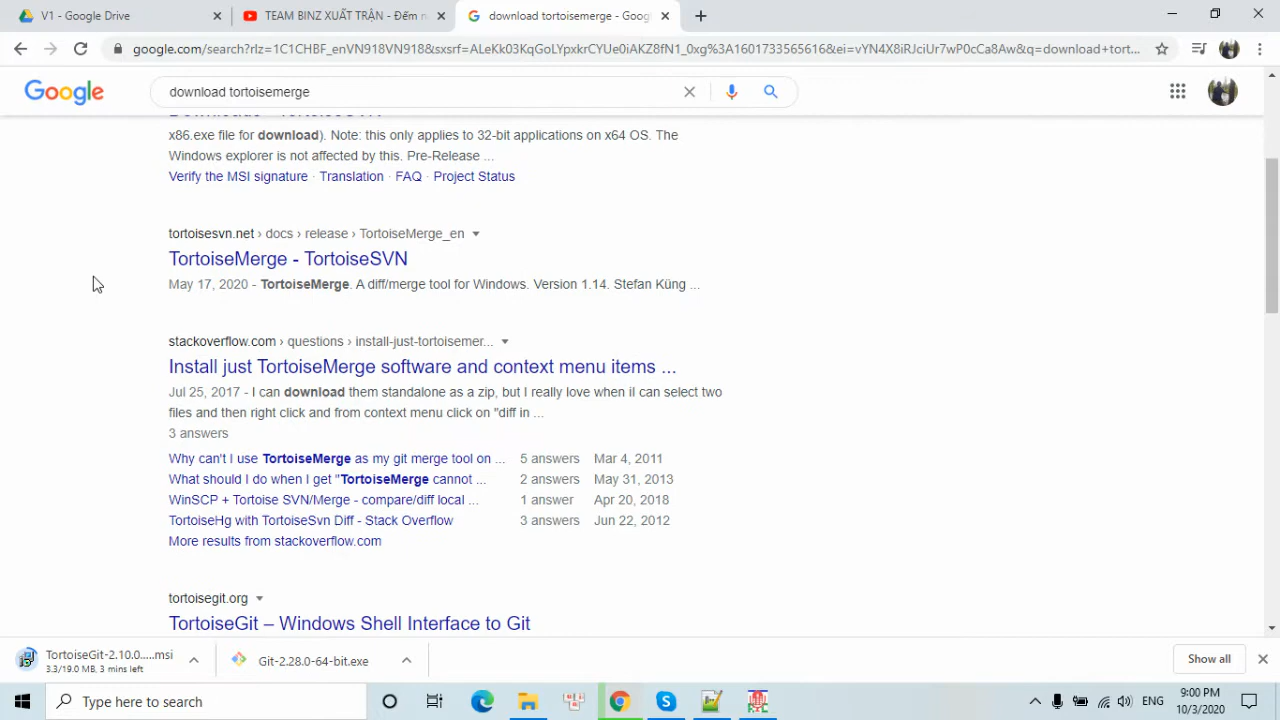 V1 - Google Drive
TEAM BINZ XUẤT TRẬN - Đếm n
download tortoisemerge - Goog
google.com/search?rlz=1C1CHBF_enVN918VN918&sxsrf=ALeKk03KqGoLYpxkrCYUe0iAKZ8fN1_0xg%3A1601733565616&ei=vYN4X8iRJciUr7wP0cCa8Aw&q=download+tort...
Google
download tortoisemerge
x86.exe file for download). Note: this only applies to 32-bit applications on x64 OS. The
Windows explorer is not affected by this. Pre-Release ...
Verify the MSI signature · Translation · FAQ · Project Status
tortoisesvn.net › docs › release › TortoiseMerge_en
TortoiseMerge - TortoiseSVN
May 17, 2020 - TortoiseMerge. A diff/merge tool for Windows. Version 1.14. Stefan Küng ...
stackoverflow.com › questions › install-just-tortoisemer...
Install just TortoiseMerge software and context menu items ...
Jul 25, 2017 - I can download them standalone as a zip, but I really love when iI can select two
files and then right click and from context menu click on "diff in ...
3 answers
Why can't I use TortoiseMerge as my git merge tool on ... 5 answers Mar 4, 2011
What should I do when I get "TortoiseMerge cannot ... 2 answers May 31, 2013
WinSCP + Tortoise SVN/Merge - compare/diff local ... 1 answer Apr 20, 2018
TortoiseHg with TortoiseSvn Diff - Stack Overflow 3 answers Jun 22, 2012
More results from stackoverflow.com
tortoisegit.org
TortoiseGit – Windows Shell Interface to Git
TortoiseGit-2.10.0.....msi
3.3/19.0 MB, 3 mins left
Git-2.28.0-64-bit.exe
Show all
Type here to search
ENG
9:00 PM
10/3/2020